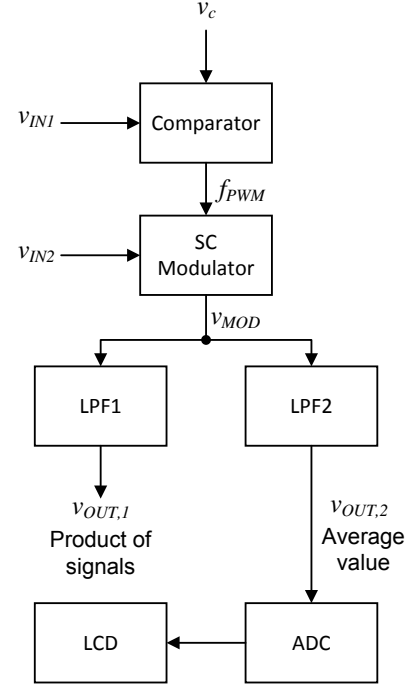 v_c
v_IN1
Comparator
f_PWM
v_IN2
SC
Modulator
v_MOD
LPF1
LPF2
v_OUT,1
Product of
signals
v_OUT,2
Average
value
LCD
ADC